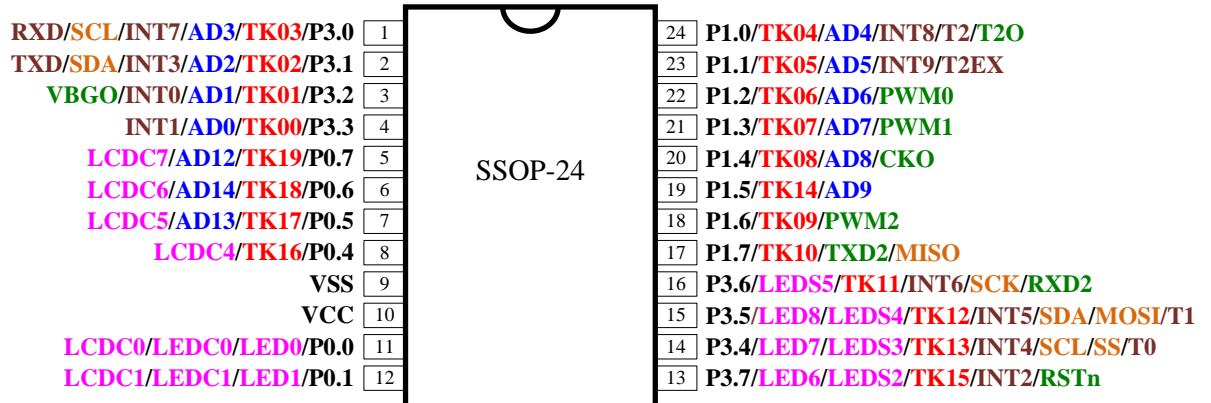 RXD/SCL/INT7/AD3/TK03/P3.0 1
TXD/SDA/INT3/AD2/TK02/P3.1 2
VBGO/INT0/AD1/TK01/P3.2 3
INT1/AD0/TK00/P3.3 4
LCDC7/AD12/TK19/P0.7 5
LCDC6/AD14/TK18/P0.6 6
LCDC5/AD13/TK17/P0.5 7
LCDC4/TK16/P0.4 8
VSS 9
VCC 10
LCDC0/LEDC0/LED0/P0.0 11
LCDC1/LEDC1/LED1/P0.1 12
SSOP-24
24 P1.0/TK04/AD4/INT8/T2/T2O
23 P1.1/TK05/AD5/INT9/T2EX
22 P1.2/TK06/AD6/PWM0
21 P1.3/TK07/AD7/PWM1
20 P1.4/TK08/AD8/CKO
19 P1.5/TK14/AD9
18 P1.6/TK09/PWM2
17 P1.7/TK10/TXD2/MISO
16 P3.6/LEDS5/TK11/INT6/SCK/RXD2
15 P3.5/LED8/LEDS4/TK12/INT5/SDA/MOSI/T1
14 P3.4/LED7/LEDS3/TK13/INT4/SCL/SS/T0
13 P3.7/LED6/LEDS2/TK15/INT2/RSTn